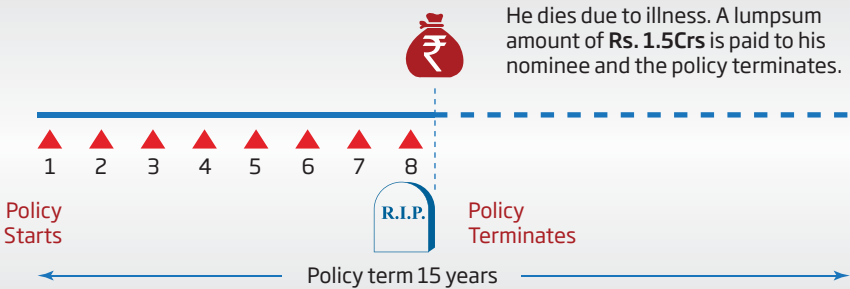 He dies due to illness. A lumpsum
amount of Rs. 1.5Crs is paid to his
nominee and the policy terminates.
₹
1 2 3 4 5 6 7 8
R.I.P.
Policy
Starts
Policy
Terminates
Policy term 15 years